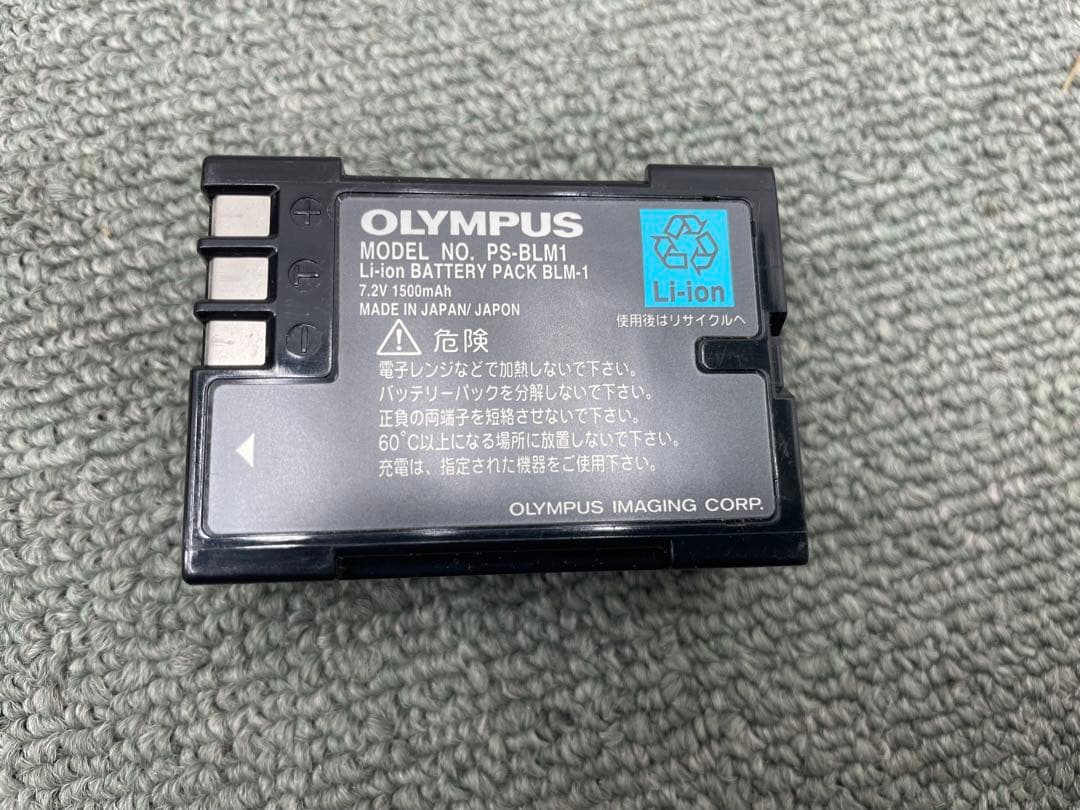 OLYMPUS
MODEL NO. PS-BLM1
Li-ion BATTERY PACK BLM-1
7.2V 1500mAh
MADE IN JAPAN/ JAPON
Li-ion
使用後はリサイクルへ
危険
電子レンジなどで加熱しないで下さい。
バッテリーパックを分解しないで下さい。
正負の両端子を短絡させないで下さい。
60°C以上になる場所に放置しないで下さい。
充電は、指定された機器をご使用下さい。
OLYMPUS IMAGING CORP.
+
T
−